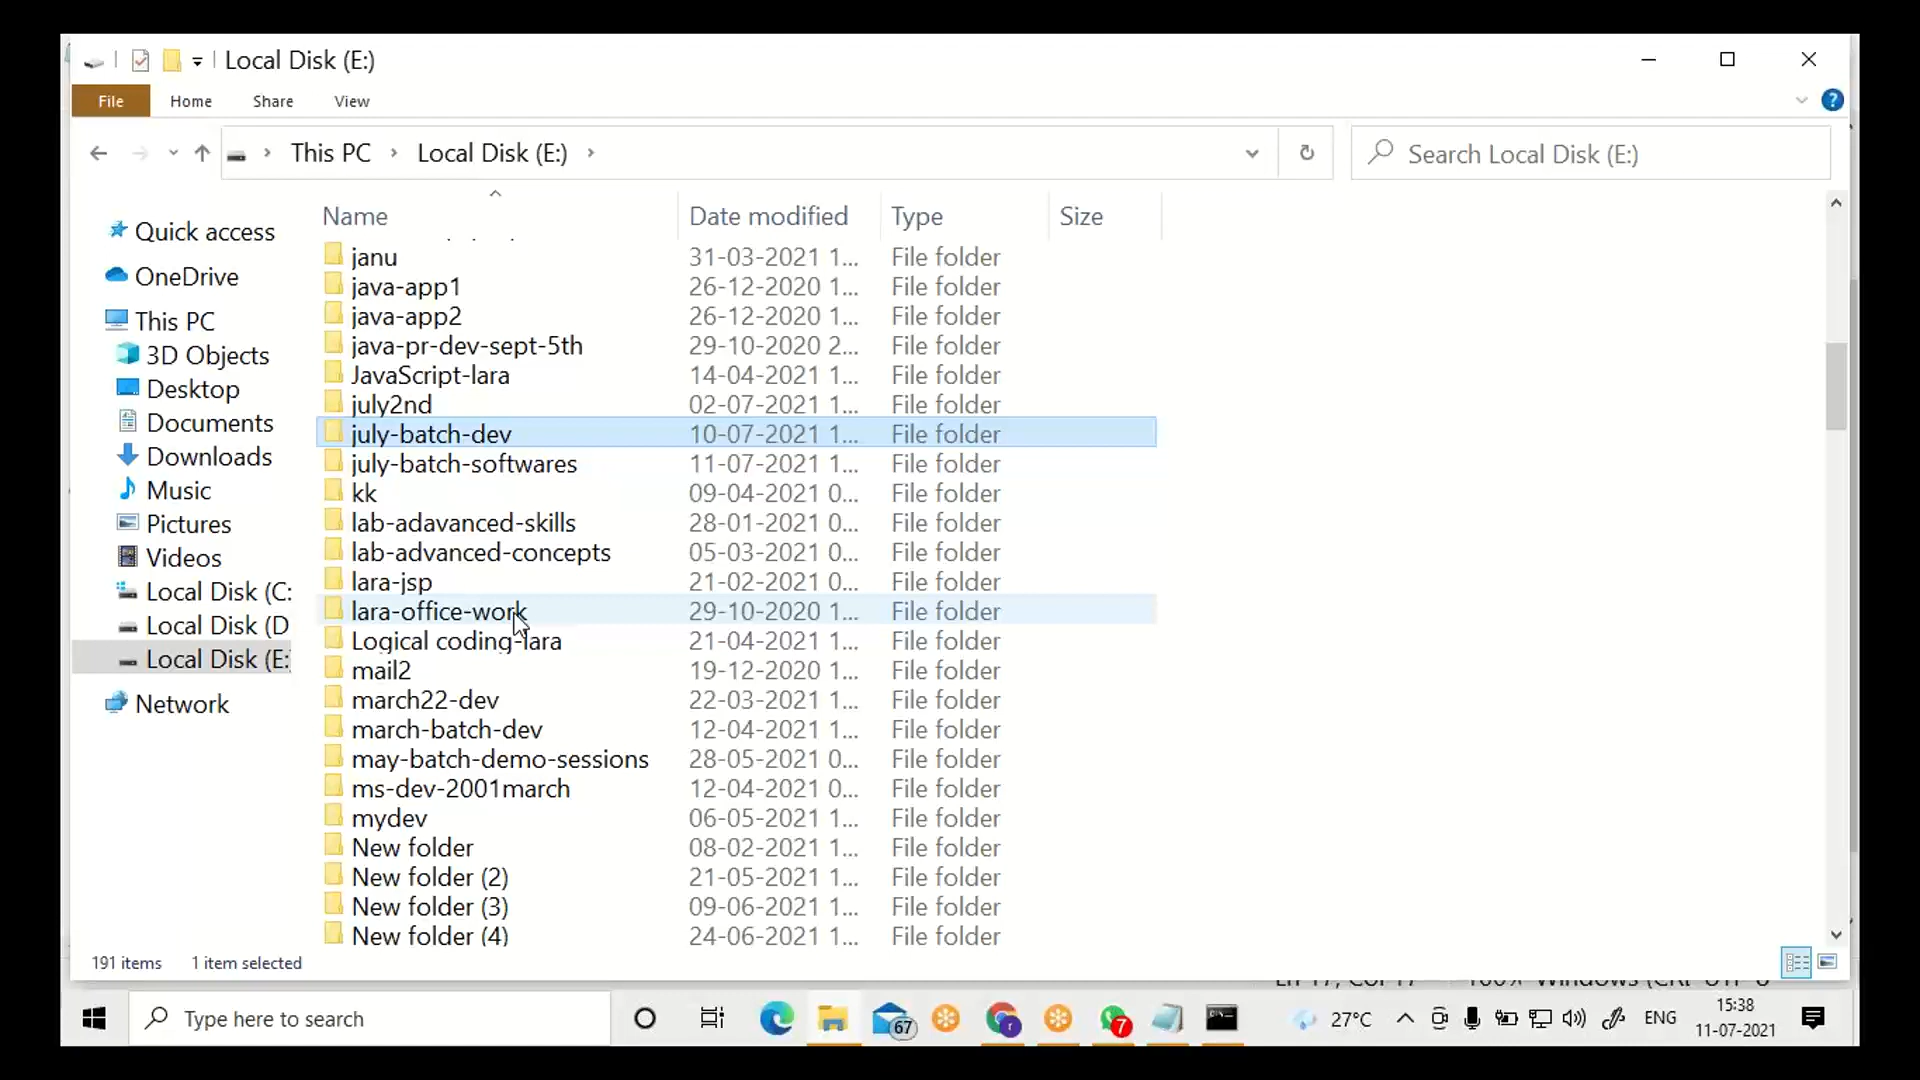 Local Disk (E:)
File Home Share View
This PC Local Disk (E:)
Search Local Disk (E:)
Name Date modified Type Size
Quick access
OneDrive
This PC
3D Objects
Desktop
Documents
Downloads
Music
Pictures
Videos
Local Disk (C:
Local Disk (D
Local Disk (E:
Network
janu 31-03-2021 1... File folder
java-app1 26-12-2020 1... File folder
java-app2 26-12-2020 1... File folder
java-pr-dev-sept-5th 29-10-2020 2... File folder
JavaScript-lara 14-04-2021 1... File folder
july2nd 02-07-2021 1... File folder
july-batch-dev 10-07-2021 1... File folder
july-batch-softwares 11-07-2021 1... File folder
kk 09-04-2021 0... File folder
lab-adavanced-skills 28-01-2021 0... File folder
lab-advanced-concepts 05-03-2021 0... File folder
lara-jsp 21-02-2021 0... File folder
lara-office-work 29-10-2020 1... File folder
Logical coding-lara 21-04-2021 1... File folder
mail2 19-12-2020 1... File folder
march22-dev 22-03-2021 1... File folder
march-batch-dev 12-04-2021 1... File folder
may-batch-demo-sessions 28-05-2021 0... File folder
ms-dev-2001march 12-04-2021 0... File folder
mydev 06-05-2021 1... File folder
New folder 08-02-2021 1... File folder
New folder (2) 21-05-2021 1... File folder
New folder (3) 09-06-2021 1... File folder
New folder (4) 24-06-2021 1... File folder
191 items 1 item selected
Type here to search
67
r
7
27°C
ENG
15:38
11-07-2021